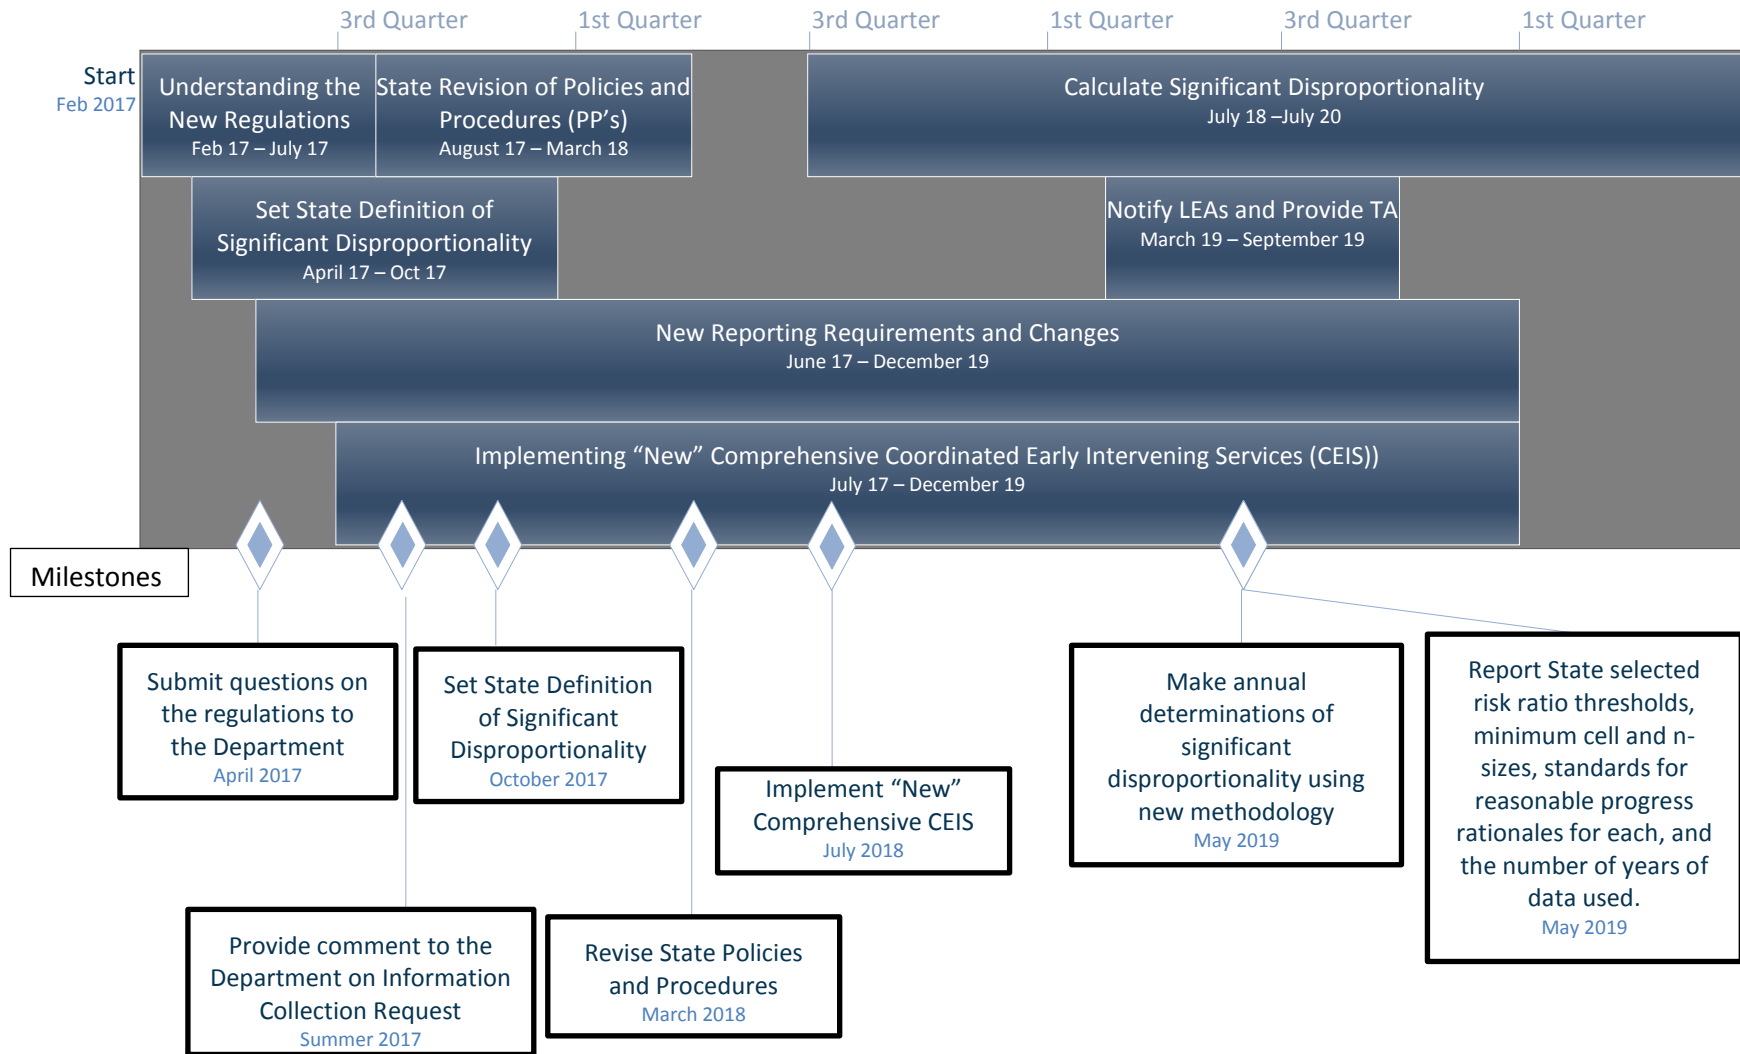 3rd Quarter
1st Quarter
3rd Quarter
1st Quarter
3rd Quarter
1st Quarter
Start
Feb 2017
Understanding the
New Regulations
Feb 17 – July 17
State Revision of Policies and
Procedures (PP's)
August 17 – March 18
Calculate Significant Disproportionality
July 18 –July 20
Set State Definition of
Significant Disproportionality
April 17 – Oct 17
Notify LEAs and Provide TA
March 19 – September 19
New Reporting Requirements and Changes
June 17 – December 19
Implementing “New” Comprehensive Coordinated Early Intervening Services (CEIS))
July 17 – December 19
Milestones
Submit questions on
the regulations to
the Department
April 2017
Set State Definition
of Significant
Disproportionality
October 2017
Implement “New”
Comprehensive CEIS
July 2018
Make annual
determinations of
significant
disproportionality using
new methodology
May 2019
Report State selected
risk ratio thresholds,
minimum cell and n-
sizes, standards for
reasonable progress
rationales for each, and
the number of years of
data used.
May 2019
Provide comment to the
Department on Information
Collection Request
Summer 2017
Revise State Policies
and Procedures
March 2018